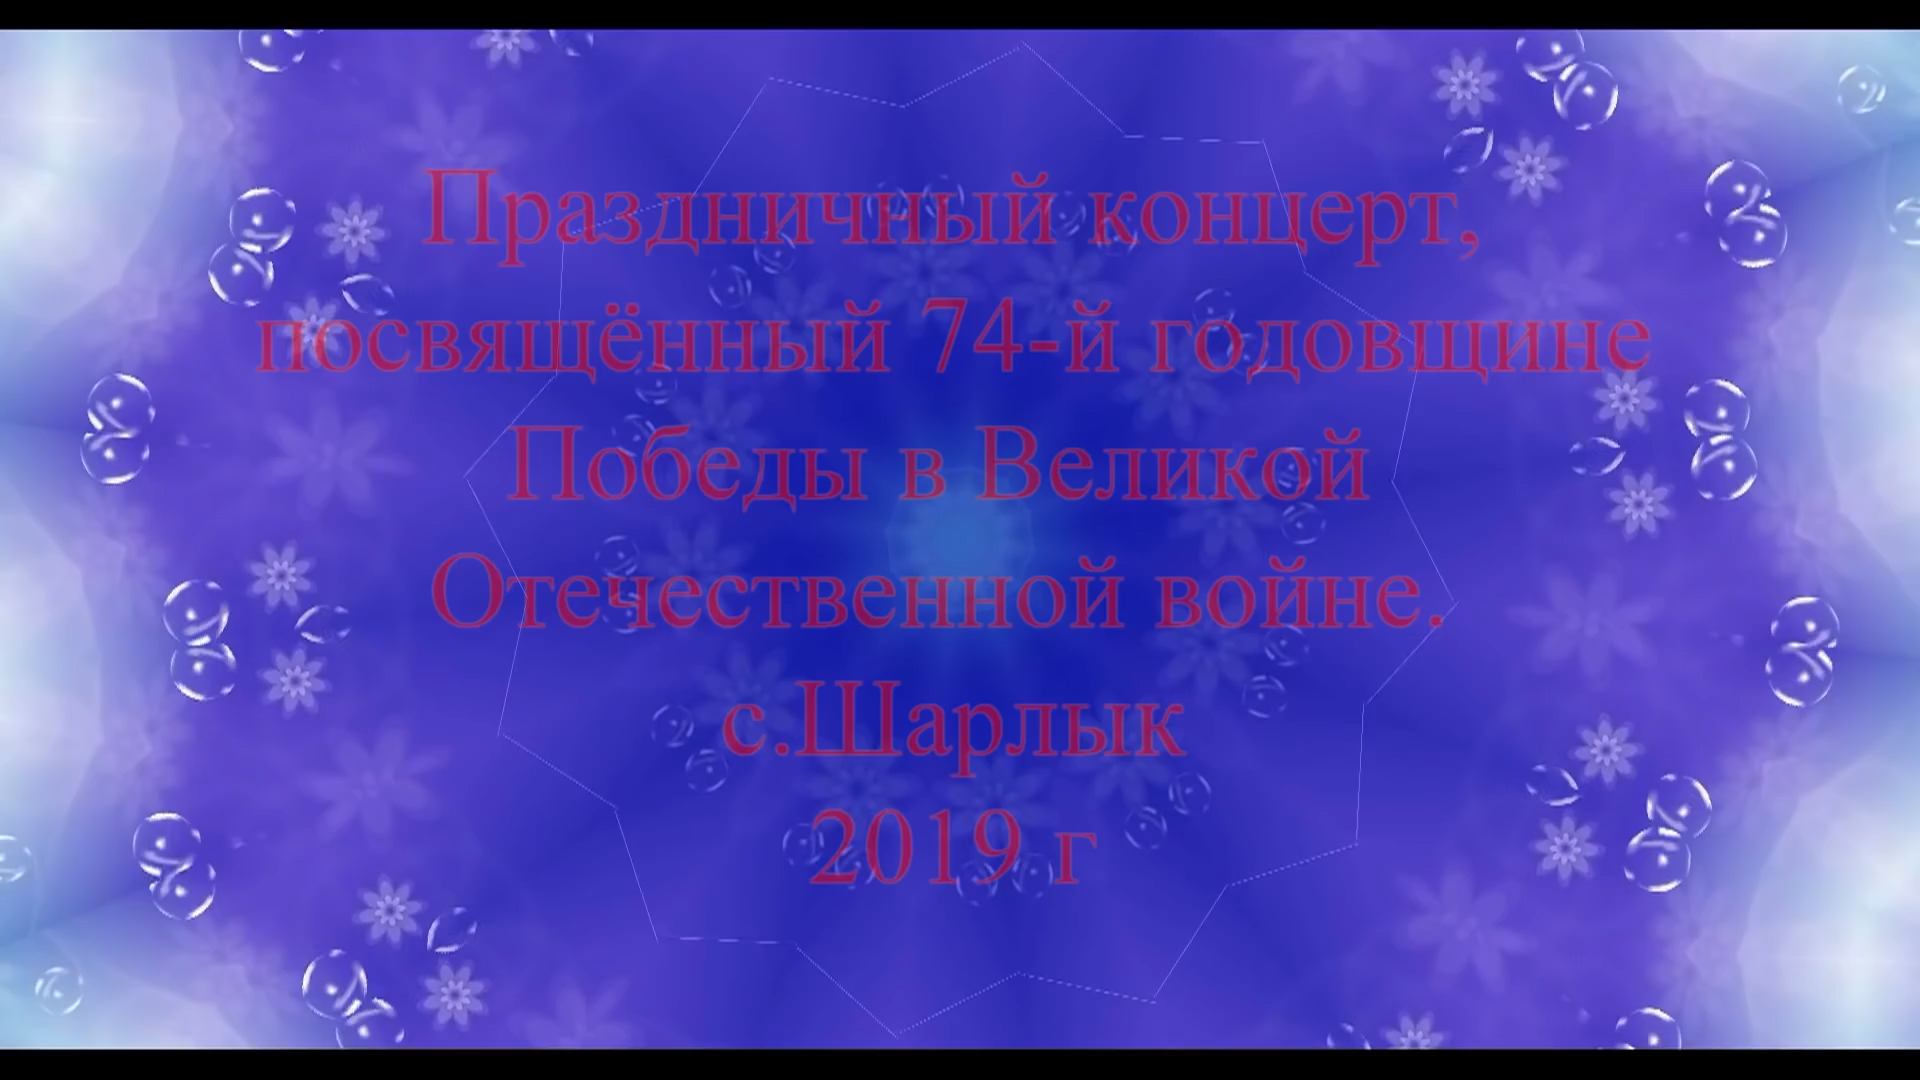 Праздничный концерт,
посвящённый 74-й годовщине
Победы в Великой
Отечественной войне.
с.Шарлык
2019 г